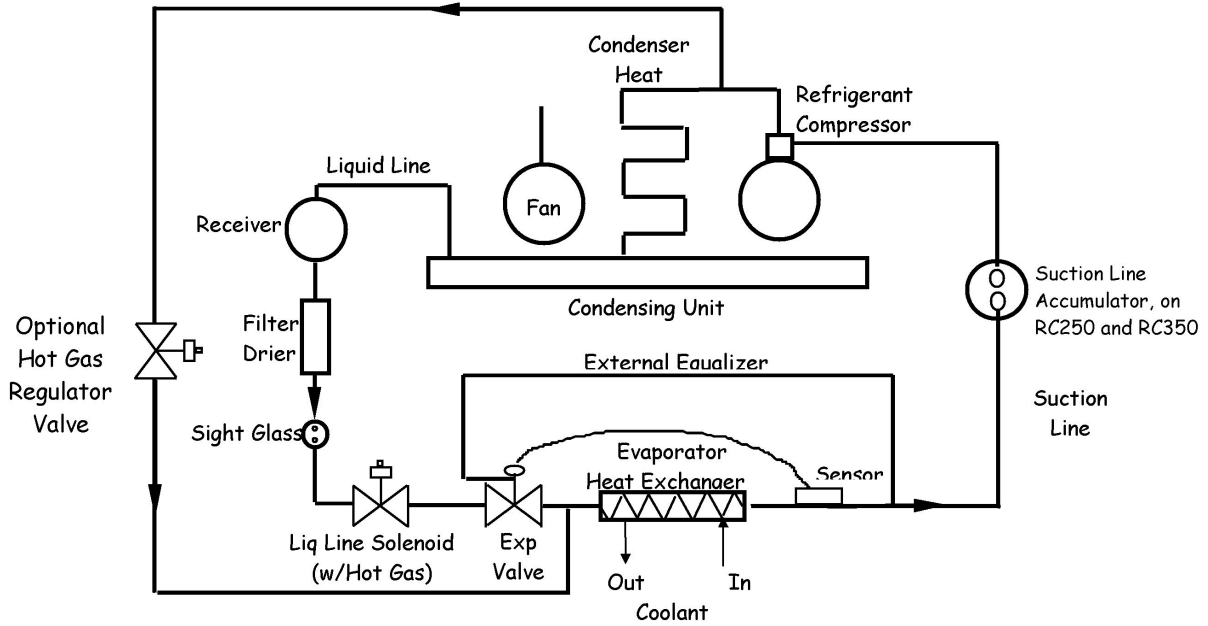 Condenser
Heat
Refrigerant
Compressor
Liquid Line
Fan
Receiver
Suction Line
Accumulator, on
RC250 and RC350
Condensing Unit
Optional
Hot Gas
Regulator
Valve
Filter
Drier
External Equalizer
Suction
Line
Sight Glass
Evaporator
Heat Exchanger
Sensor
Liq Line Solenoid
(w/Hot Gas)
Exp
Valve
Out
In
Coolant